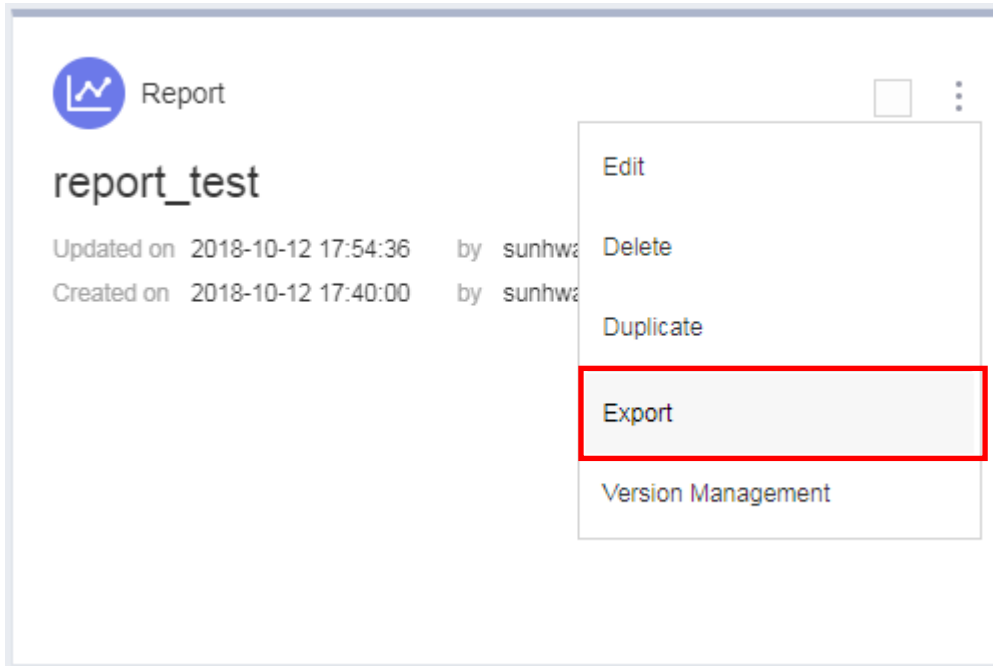 Report
report_test
Updated on 2018-10-12 17:54:36 by
Created on 2018-10-12 17:40:00 by
Edit
Delete
Duplicate
Export
Version Management